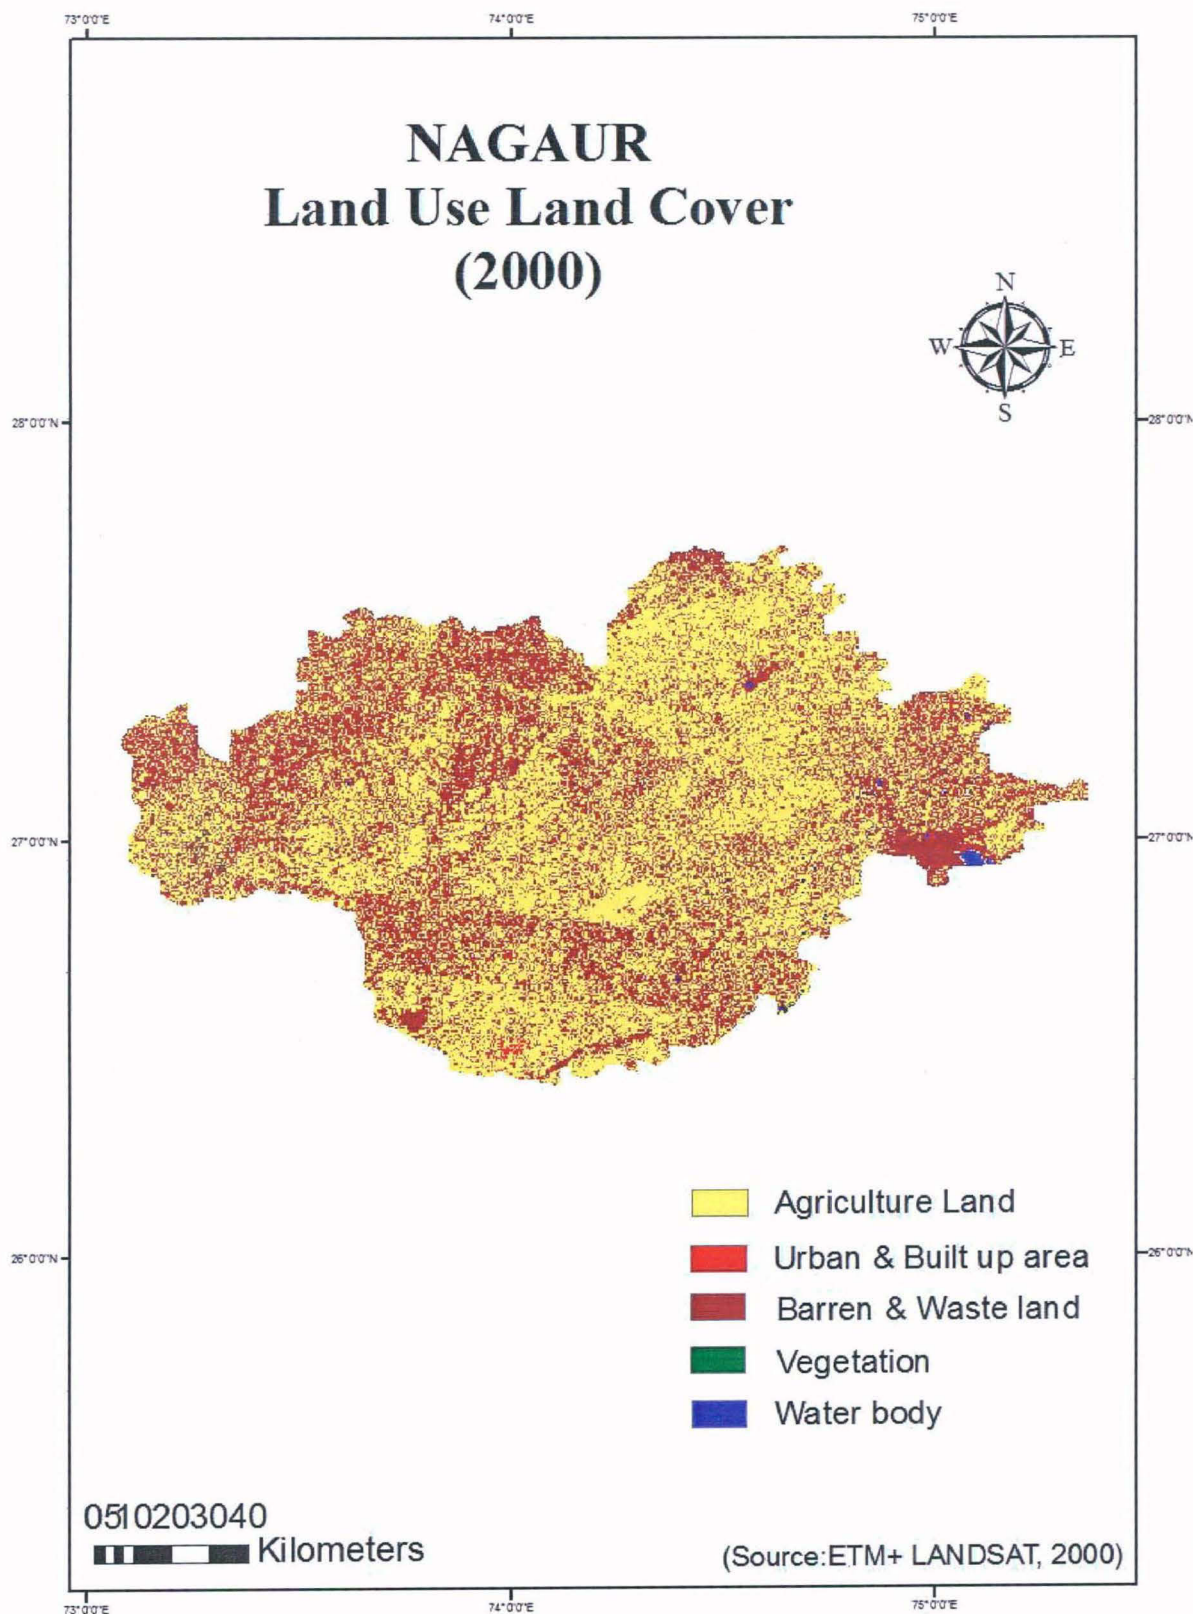 73°0'0"E 74°0'0"E 75°0'0"E
NAGAUR
Land Use Land Cover
(2000)
N
W E
S
28°0'0"N 28°0'0"N
27°0'0"N 27°0'0"N
26°0'0"N 26°0'0"N
Agriculture Land
Urban & Built up area
Barren & Waste land
Vegetation
Water body
0510203040
Kilometers
(Source:ETM+ LANDSAT, 2000)
73°0'0"E 74°0'0"E 75°0'0"E